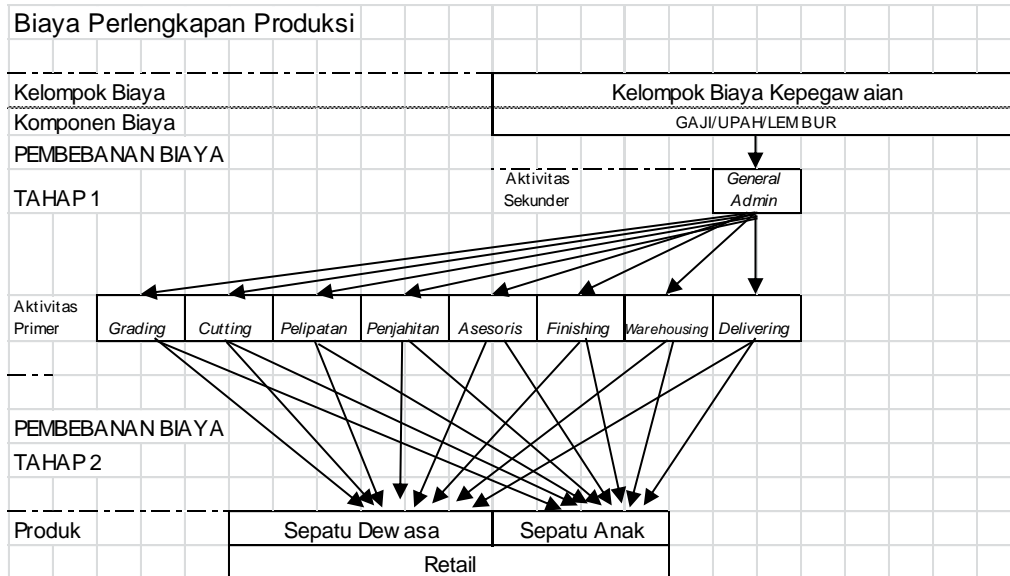 Biaya Perlengkapan Produksi
Kelompok Biaya
Kelompok Biaya Kepegawaian
Komponen Biaya
GAJI/UPAH/LEMBUR
PEMBEBANAN BIAYA
TAHAP 1
Aktivitas
Sekunder
General
Admin
Aktivitas
Primer
Grading
Cutting
Pelipatan
Penjahitan
Asesoris
Finishing
Warehousing
Delivering
PEMBEBANAN BIAYA
TAHAP 2
Produk
Sepatu Dewasa
Sepatu Anak
Retail